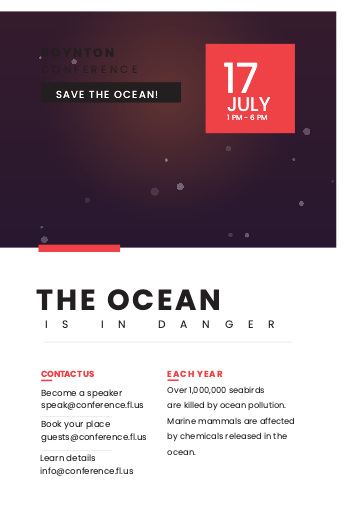 BOYNTON
CONFERENCE
SAVE THE OCEAN!
17
JULY
1 PM - 6 PM
THE OCEAN
IS IN DANGER
CONTACT US
Become a speaker
speak@conference.fl.us
Book your place
guests@conference.fl.us
Learn details
info@conference.fl.us
EACH YEAR
Over 1,000,000 seabirds
are killed by ocean pollution.
Marine mammals are affected
by chemicals released in the
ocean.